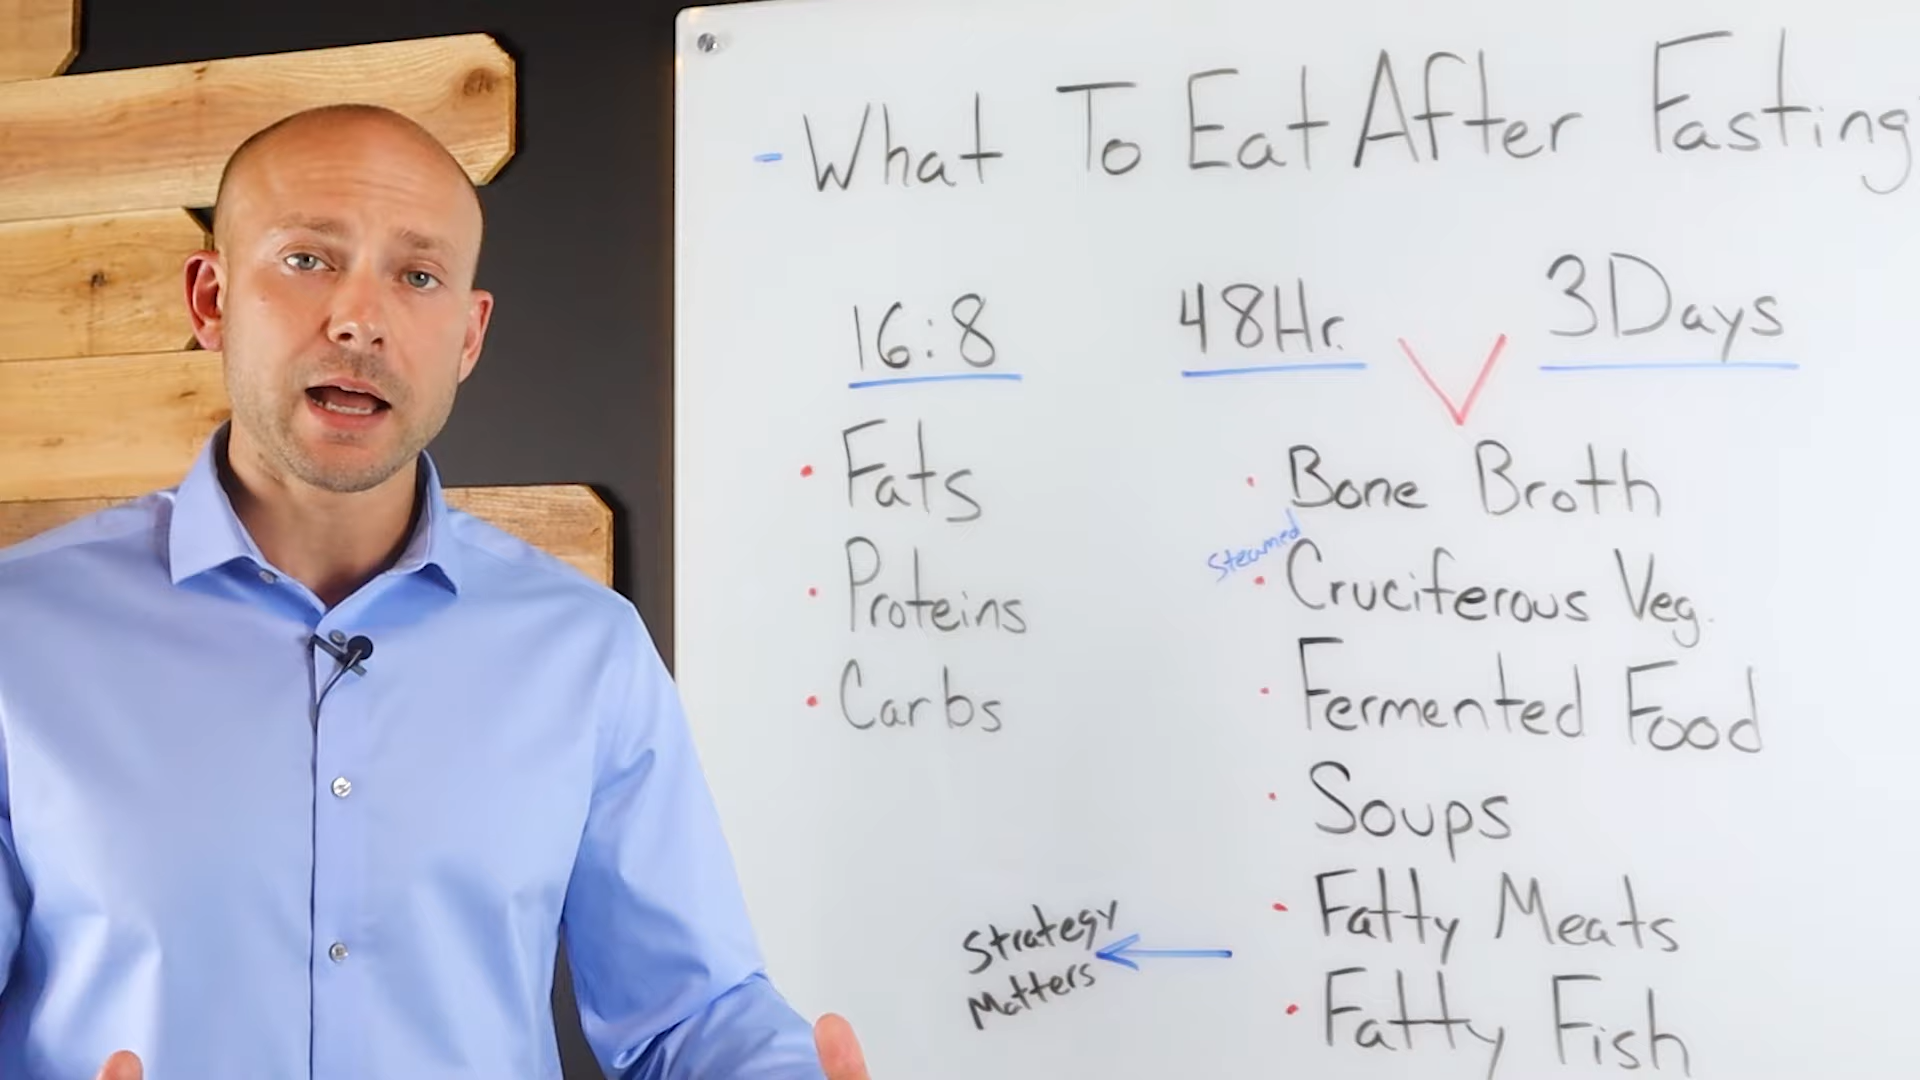 - What To Eat After Fasting
16:8
Fats
Proteins
Carbs
48Hr.
3Days
Bone Broth
Steamed
Cruciferous Veg.
Fermented Food
Soups
Fatty Meats
Fatty Fish
Strategy
Matters